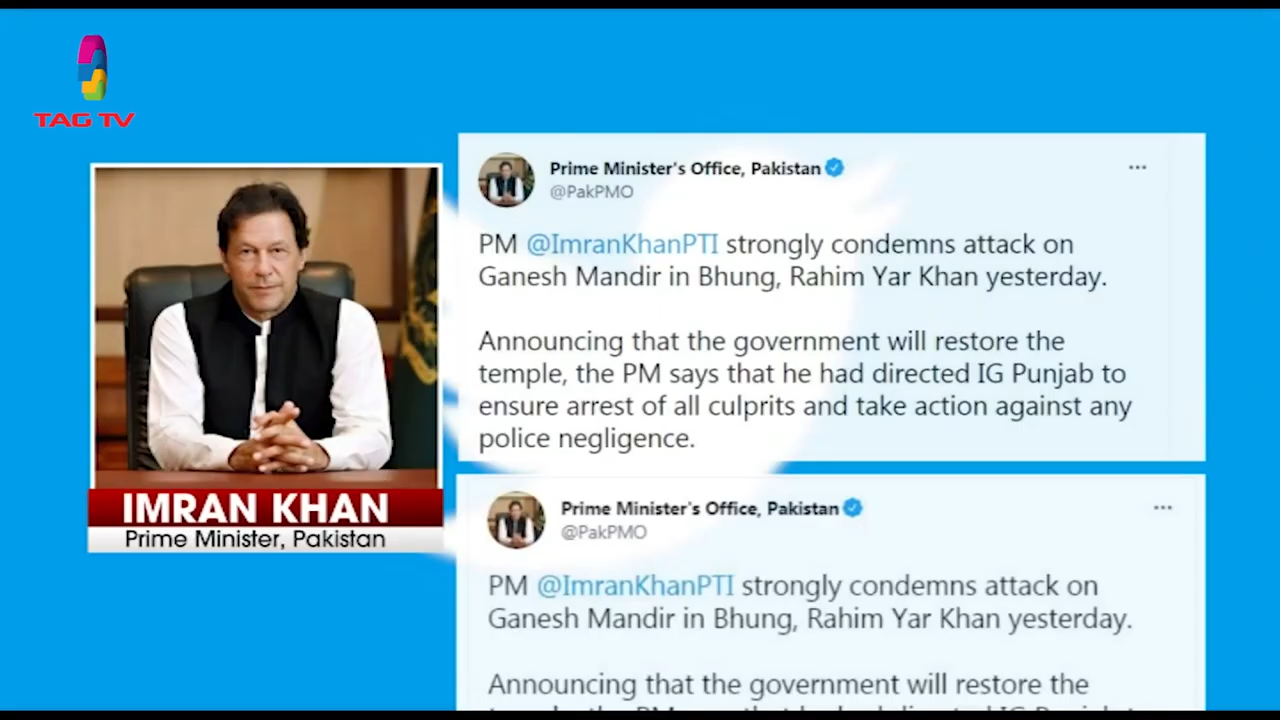 TAG TV
IMRAN KHAN
Prime Minister, Pakistan
Prime Minister's Office, Pakistan
@PakPMO
PM @ImranKhanPTI strongly condemns attack on
Ganesh Mandir in Bhung, Rahim Yar Khan yesterday.
Announcing that the government will restore the
temple, the PM says that he had directed IG Punjab to
ensure arrest of all culprits and take action against any
police negligence.
Prime Minister's Office, Pakistan
@PakPMO
PM @ImranKhanPTI strongly condemns attack on
Ganesh Mandir in Bhung, Rahim Yar Khan yesterday.
Announcing that the government will restore the